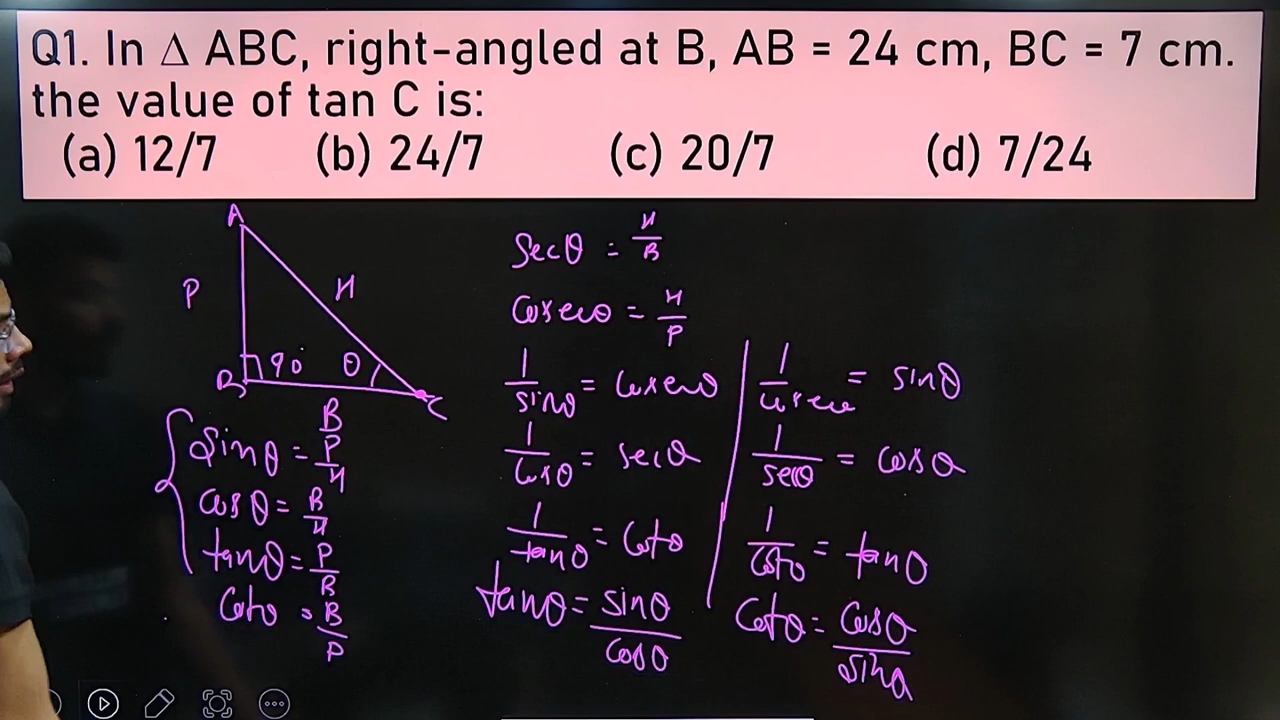 Q1. In Δ ABC, right-angled at B, AB = 24 cm, BC = 7 cm.
the value of tan C is:
(a) 12/7 (b) 24/7 (c) 20/7 (d) 7/24
A
P
H
B
90°
θ
C
B
sinθ = P/H
cosθ = B/H
tanθ = P/B
cotθ = B/P
secθ = H/B
cosecθ = H/P
1/sinθ = cosecθ
1/cosθ = secθ
1/tanθ = cotθ
tanθ = sinθ/cosθ
1/cosecθ = sinθ
1/secθ = cosθ
1/cotθ = tanθ
cotθ = cosθ/sinθ